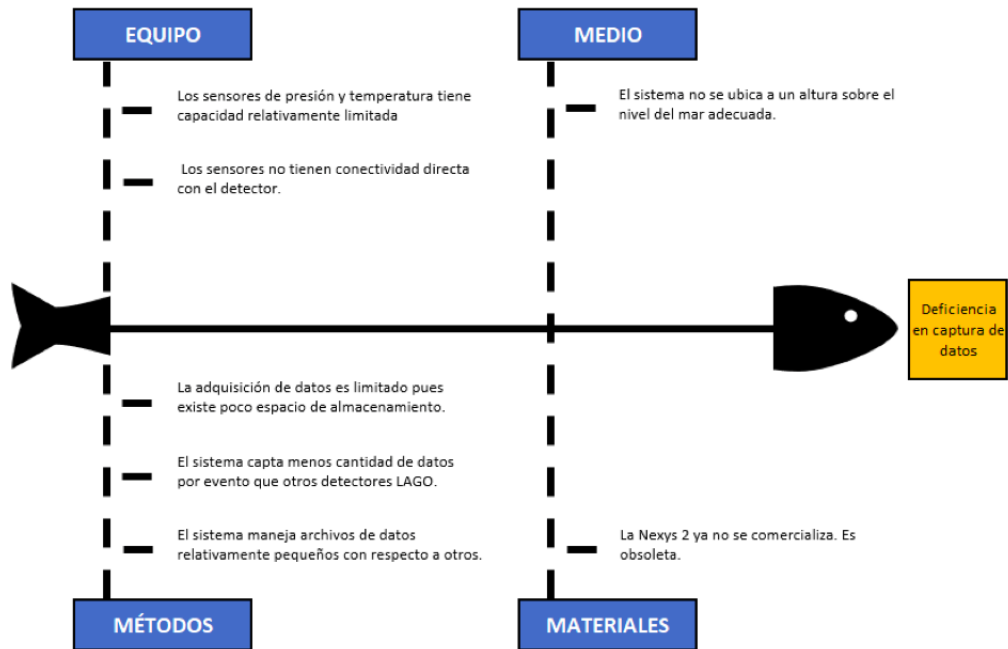 EQUIPO
Los sensores de presión y temperatura tiene
capacidad relativamente limitada
Los sensores no tienen conectividad directa
con el detector.
MEDIO
El sistema no se ubica a un altura sobre el
nivel del mar adecuada.
Deficiencia
en captura de
datos
La adquisición de datos es limitado pues
existe poco espacio de almacenamiento.
El sistema capta menos cantidad de datos
por evento que otros detectores LAGO.
El sistema maneja archivos de datos
relativamente pequeños con respecto a otros.
MÉTODOS
La Nexys 2 ya no se comercializa. Es
obsoleta.
MATERIALES